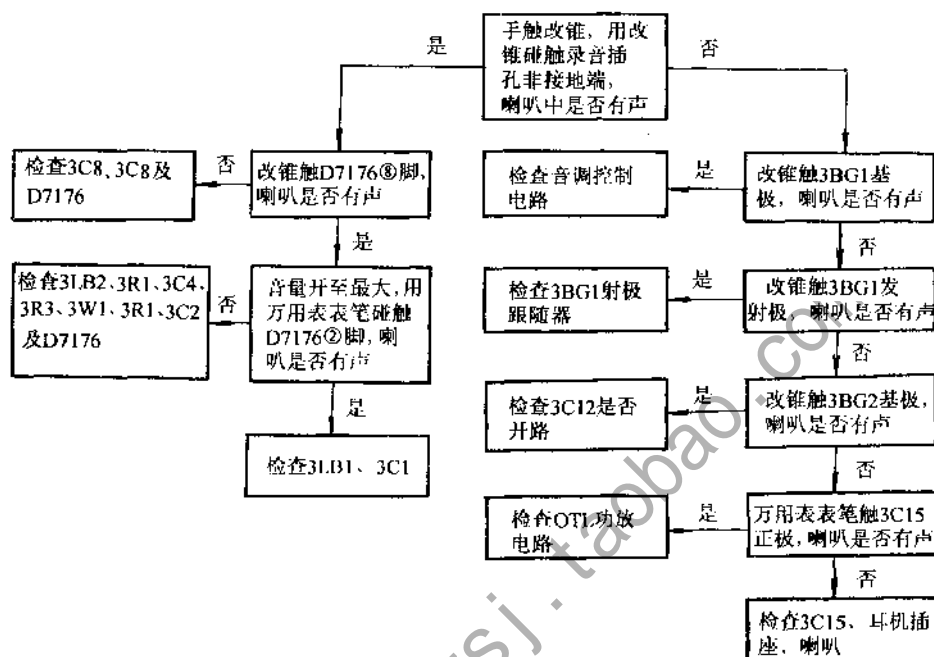 手触改锥，用改
锥碰触录音插
孔非接地端，
喇叭中是否有声
是
否
改锥触D7176⑧脚，
喇叭是否有声
否
检查3C8、3C8及
D7176
是
音量开至最大，用
万用表表笔碰触
D7176②脚，喇
叭是否有声
否
检查3LB2、3R1、3C4、
3R3、3W1、3R1、3C2
及D7176
是
检查3LB1、3C1
改锥触3BG1基
极，喇叭是否有声
是
检查音调控制
电路
否
改锥触3BG1发
射极，喇叭是否有声
是
检查3BG1射极
跟随器
否
改锥触3BG2基极，
喇叭是否有声
是
检查3C12是否
开路
否
万用表表笔触3C15
正极，喇叭是否有声
是
检查OTL功放
电路
否
检查3C15、耳机插
座、喇叭
rsj.taobao.com